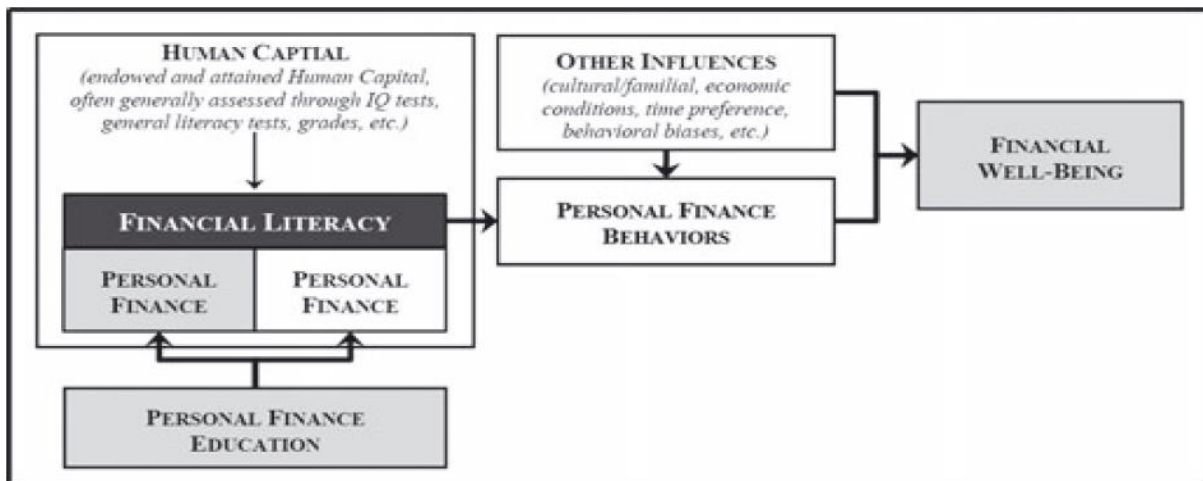 HUMAN CAPTIAL
(endowed and attained Human Capital,
often generally assessed through IQ tests,
general literacy tests, grades, etc.)
FINANCIAL LITERACY
PERSONAL
FINANCE
PERSONAL
FINANCE
PERSONAL FINANCE
EDUCATION
OTHER INFLUENCES
(cultural/familial, economic
conditions, time preference,
behavioral biases, etc.)
PERSONAL FINANCE
BEHAVIORS
FINANCIAL
WELL-BEING